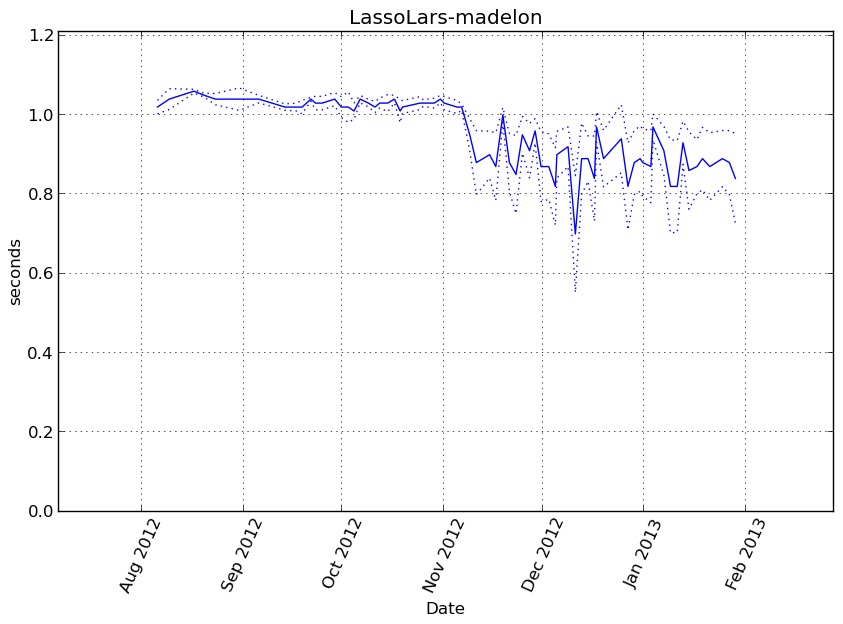 LassoLars-madelon
1.2
1.0
0.8
0.6
0.4
0.2
0.0
seconds
Aug 2012
Sep 2012
Oct 2012
Nov 2012
Dec 2012
Jan 2013
Feb 2013
Date